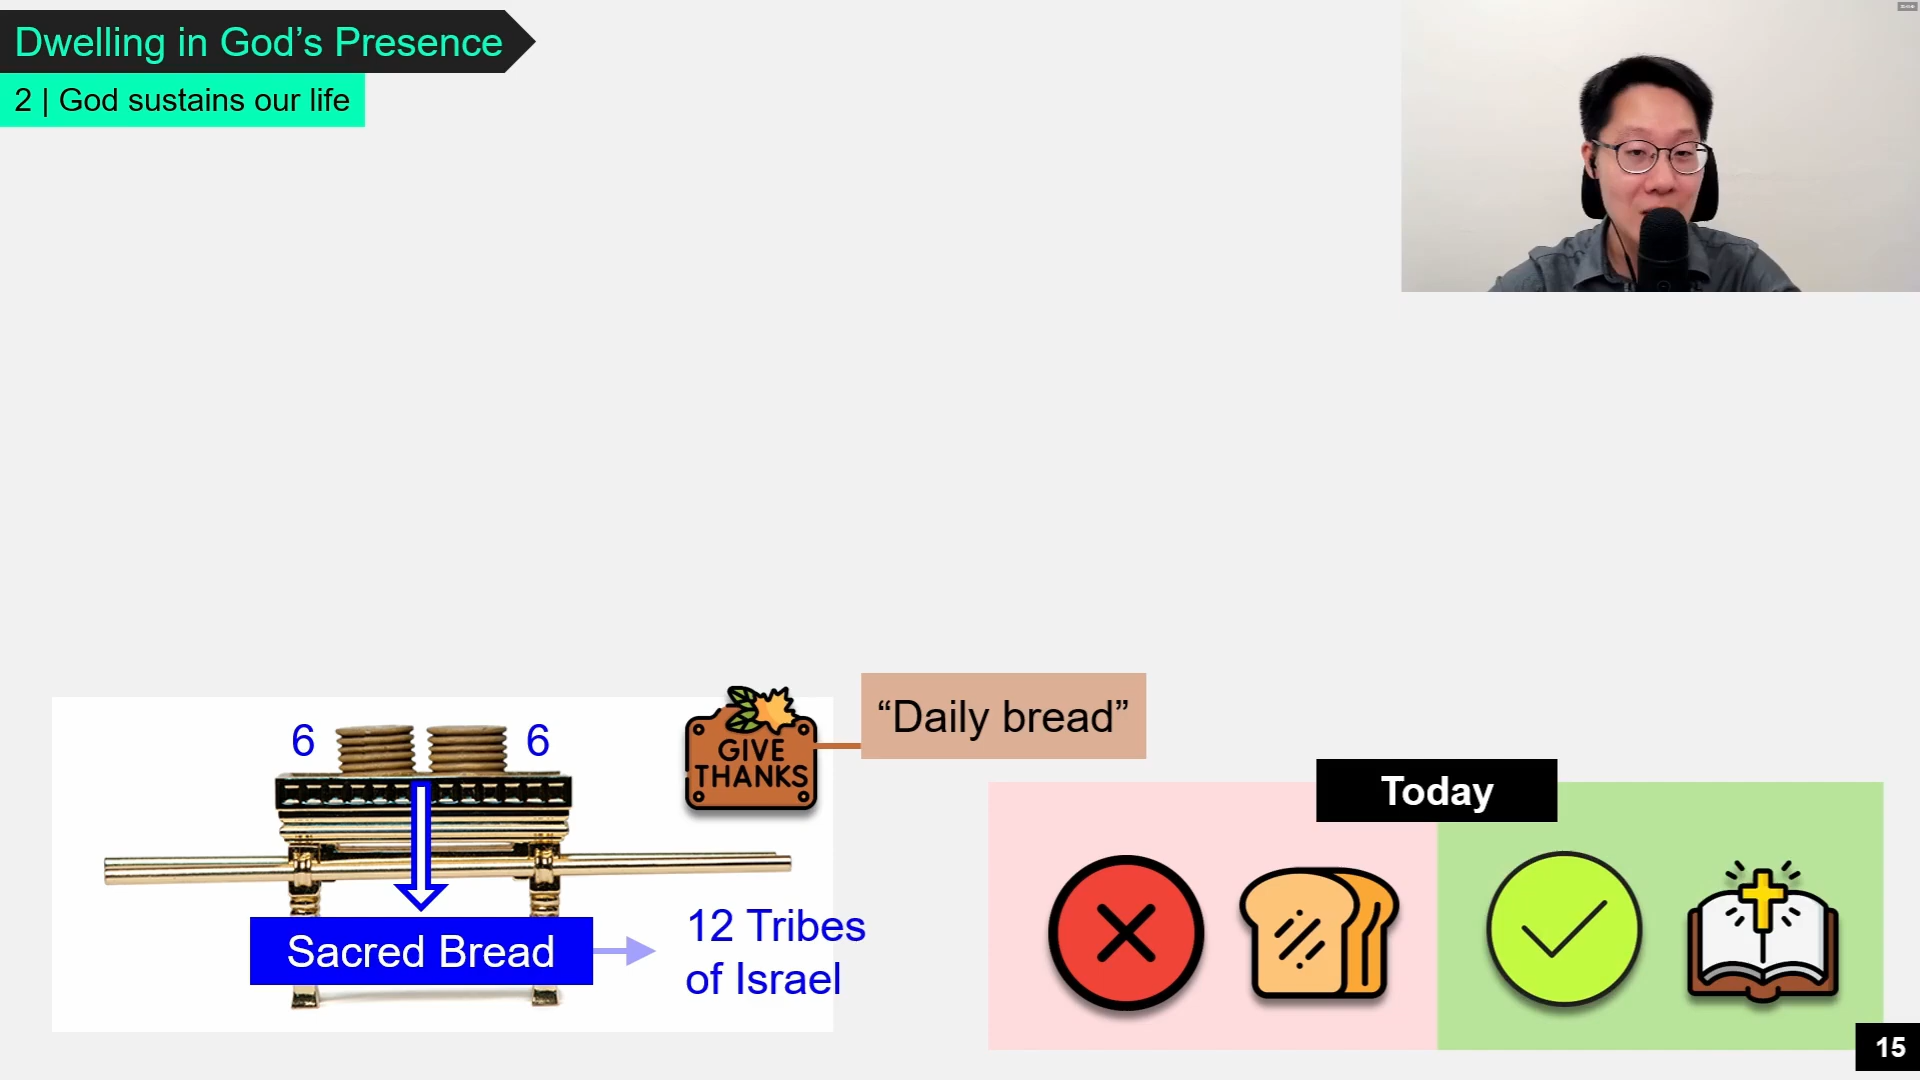 Dwelling in God’s Presence
2 | God sustains our life
6
6
GIVE
THANKS
“Daily bread”
Sacred Bread
12 Tribes
of Israel
Today
15